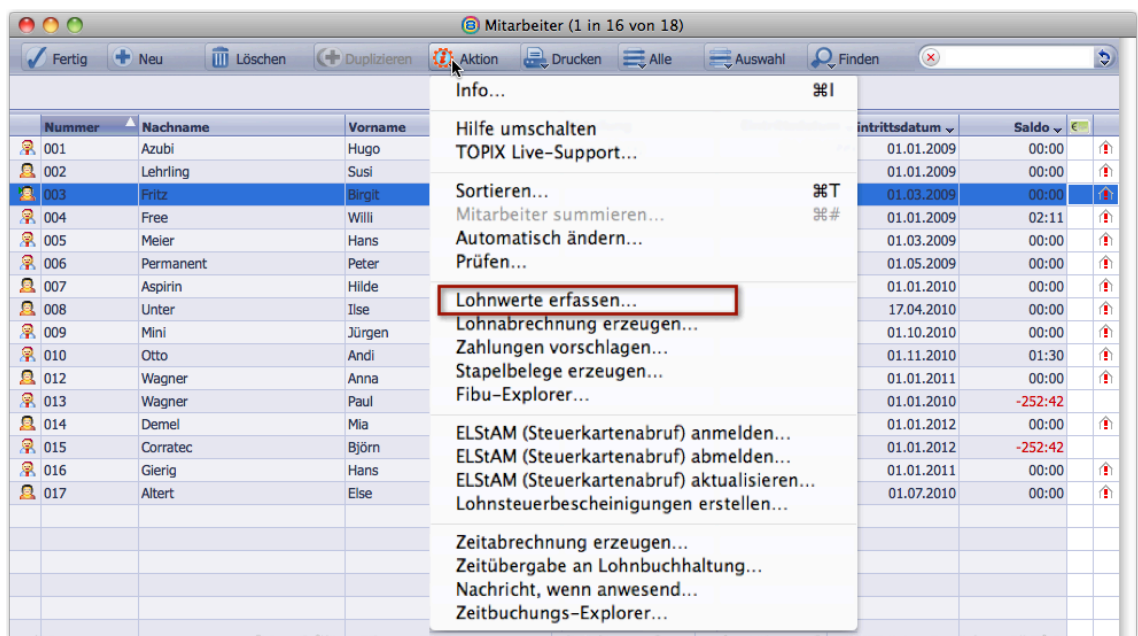 Mitarbeiter (1 in 16 von 18)
Fertig Neu Löschen Duplizieren Aktion Drucken Alle Auswahl Finden
Info... ⌘I
Hilfe umschalten
TOPIX Live-Support...
Sortieren... ⌘T
Mitarbeiter summieren... ⌘#
Automatisch ändern...
Prüfen...
Lohnwerte erfassen...
Lohnabrechnung erzeugen...
Zahlungen vorschlagen...
Stapelbelege erzeugen...
Fibu-Explorer...
ELStAM (Steuerkartenabruf) anmelden...
ELStAM (Steuerkartenabruf) abmelden...
ELStAM (Steuerkartenabruf) aktualisieren...
Lohnsteuerbescheinigungen erstellen...
Zeitabrechnung erzeugen...
Zeitübergabe an Lohnbuchhaltung...
Nachricht, wenn anwesend...
Zeitbuchungs-Explorer...
Nummer Nachname Vorname intrittsdatum Saldo €
001 Azubi Hugo 01.01.2009 00:00
002 Lehrling Susi 01.01.2009 00:00
003 Fritz Birgit 01.03.2009 00:00
004 Free Willi 01.01.2009 02:11
005 Meier Hans 01.03.2009 00:00
006 Permanent Peter 01.05.2009 00:00
007 Aspirin Hilde 01.01.2010 00:00
008 Unter Ilse 17.04.2010 00:00
009 Mini Jürgen 01.10.2010 00:00
010 Otto Andi 01.11.2010 01:30
012 Wagner Anna 01.01.2011 00:00
013 Wagner Paul 01.01.2010 -252:42
014 Demel Mia 01.01.2012 00:00
015 Corratec Björn 01.01.2012 -252:42
016 Gierig Hans 01.01.2011 00:00
017 Altert Else 01.07.2010 00:00